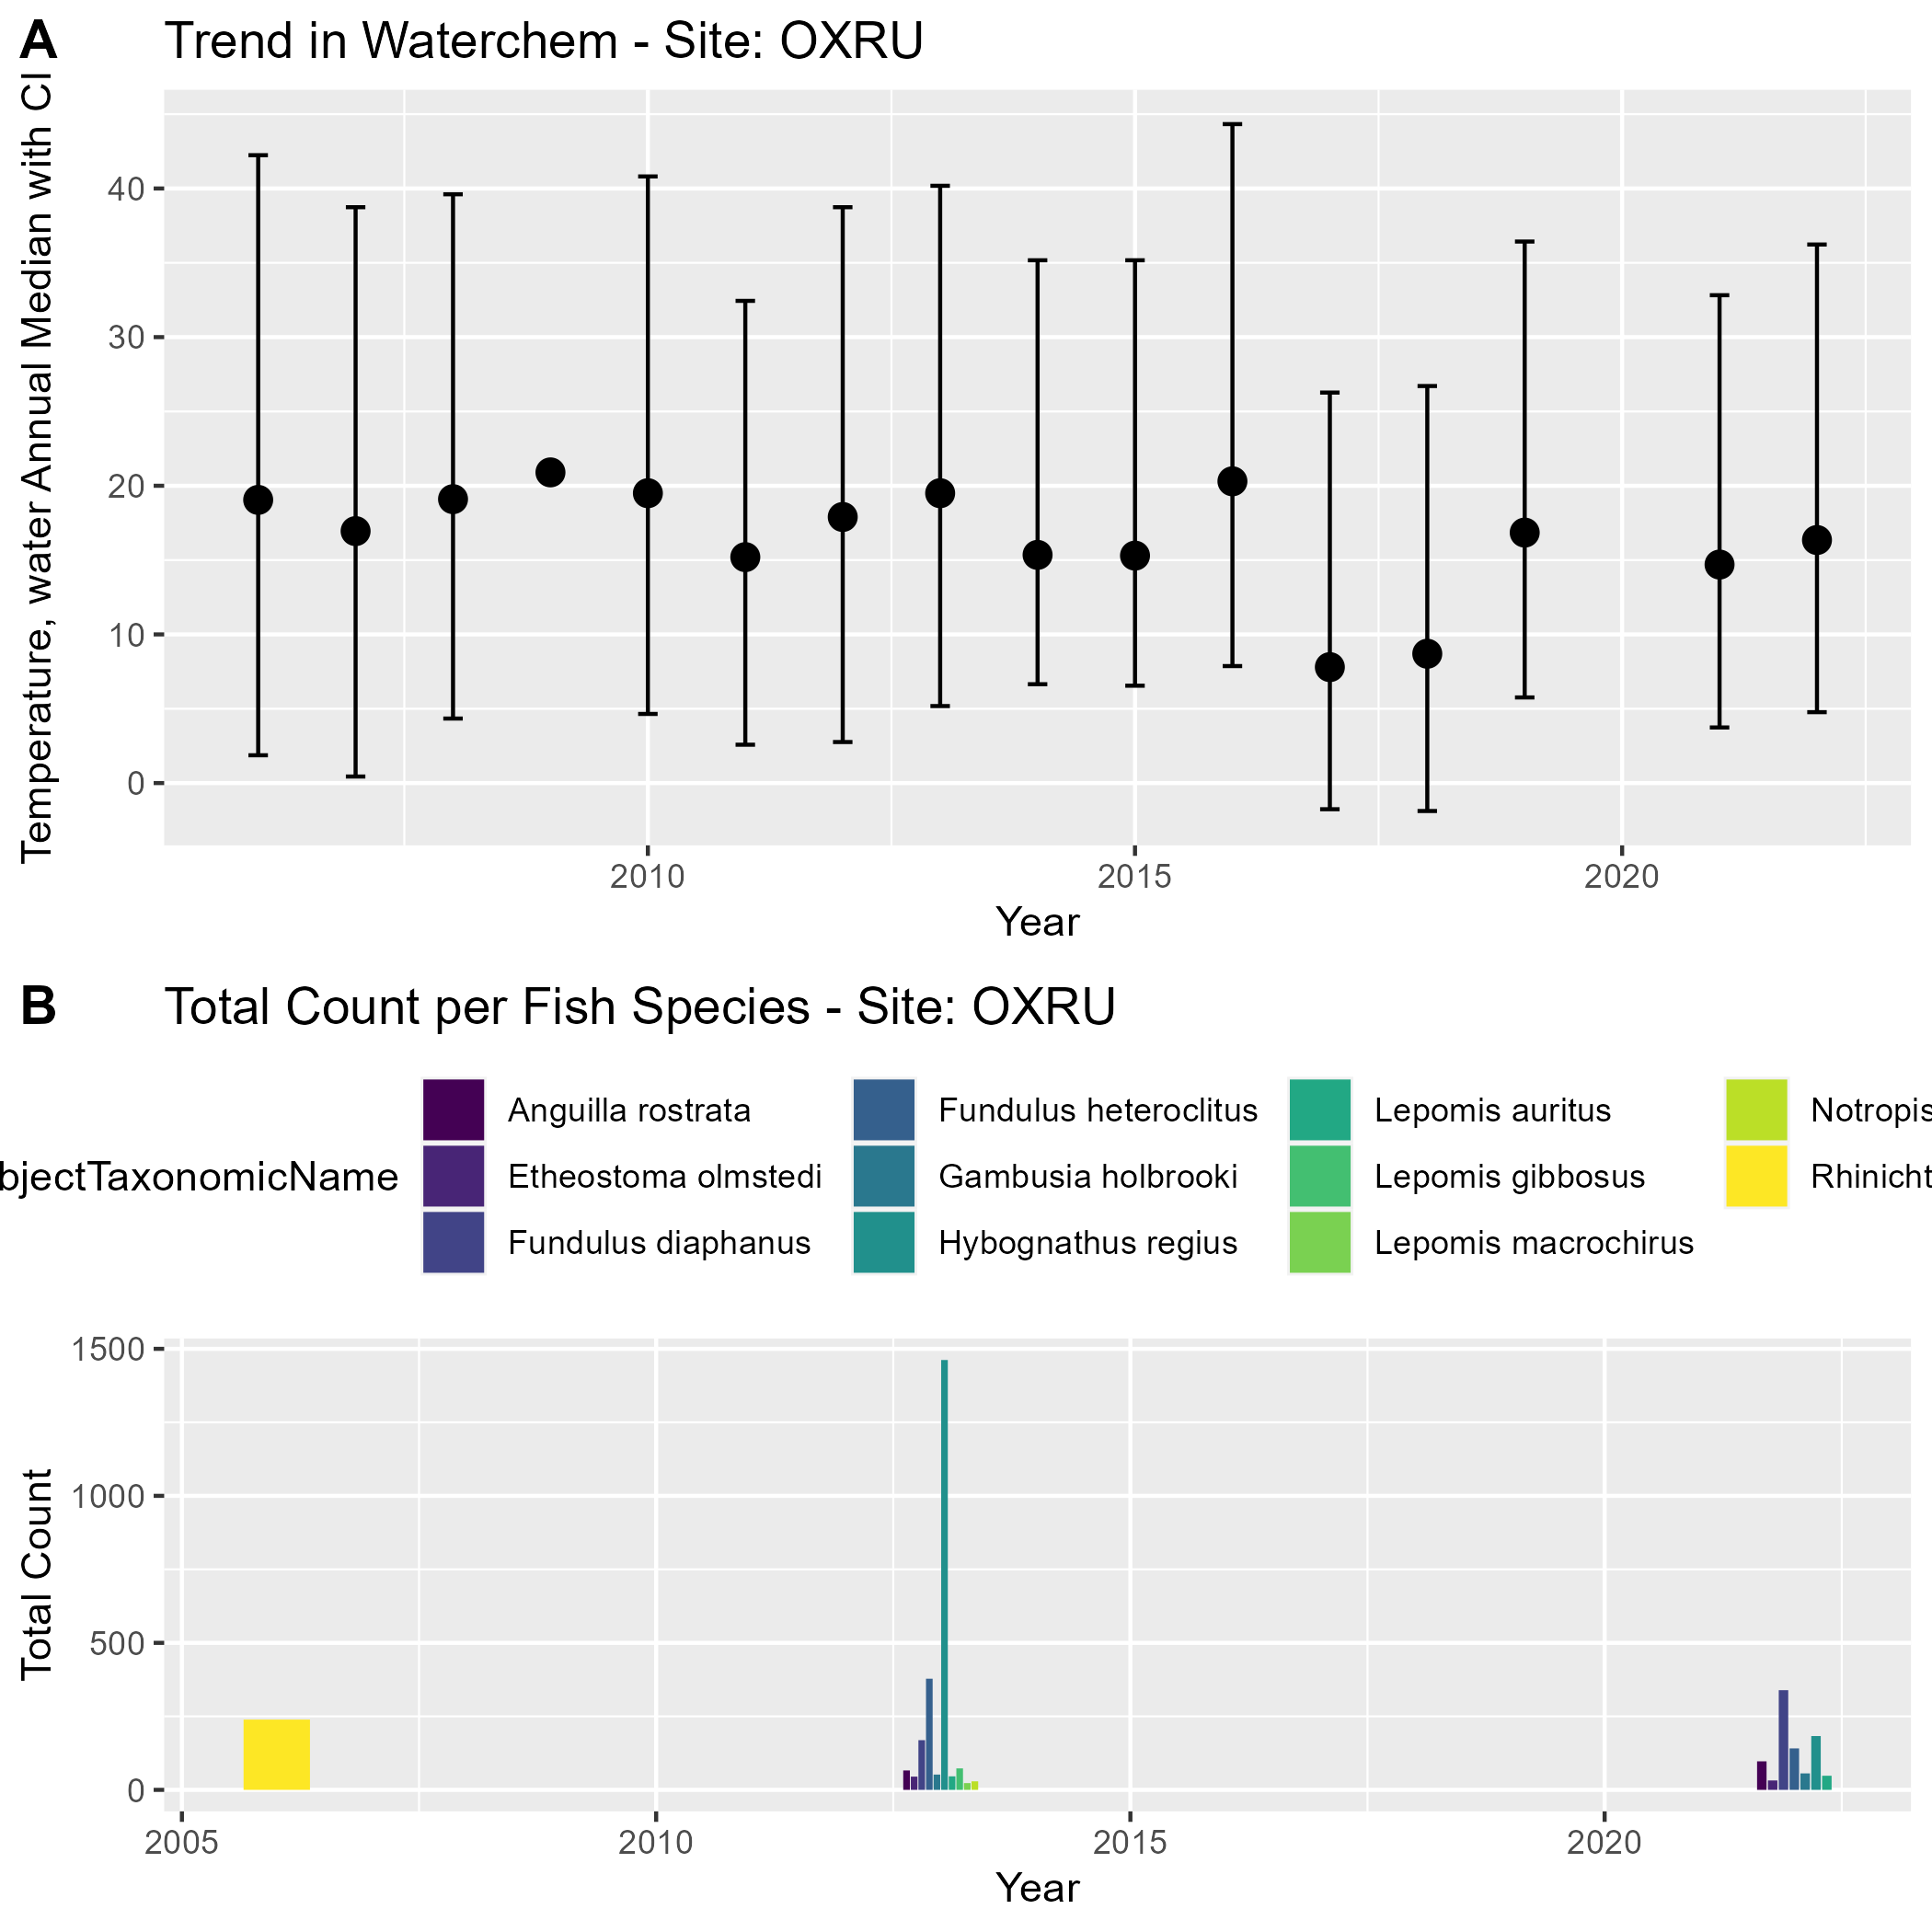 A Trend in Waterchem - Site: OXRU
Temperature, water Annual Median with CI
40
30
20
10
0
2010 2015 2020
Year
B Total Count per Fish Species - Site: OXRU
bjectTaxonomicName
Anguilla rostrata Fundulus heteroclitus Lepomis auritus Notropis
Etheostoma olmstedi Gambusia holbrooki Lepomis gibbosus Rhinicht
Fundulus diaphanus Hybognathus regius Lepomis macrochirus
Total Count
1500
1000
500
0
2005 2010 2015 2020
Year